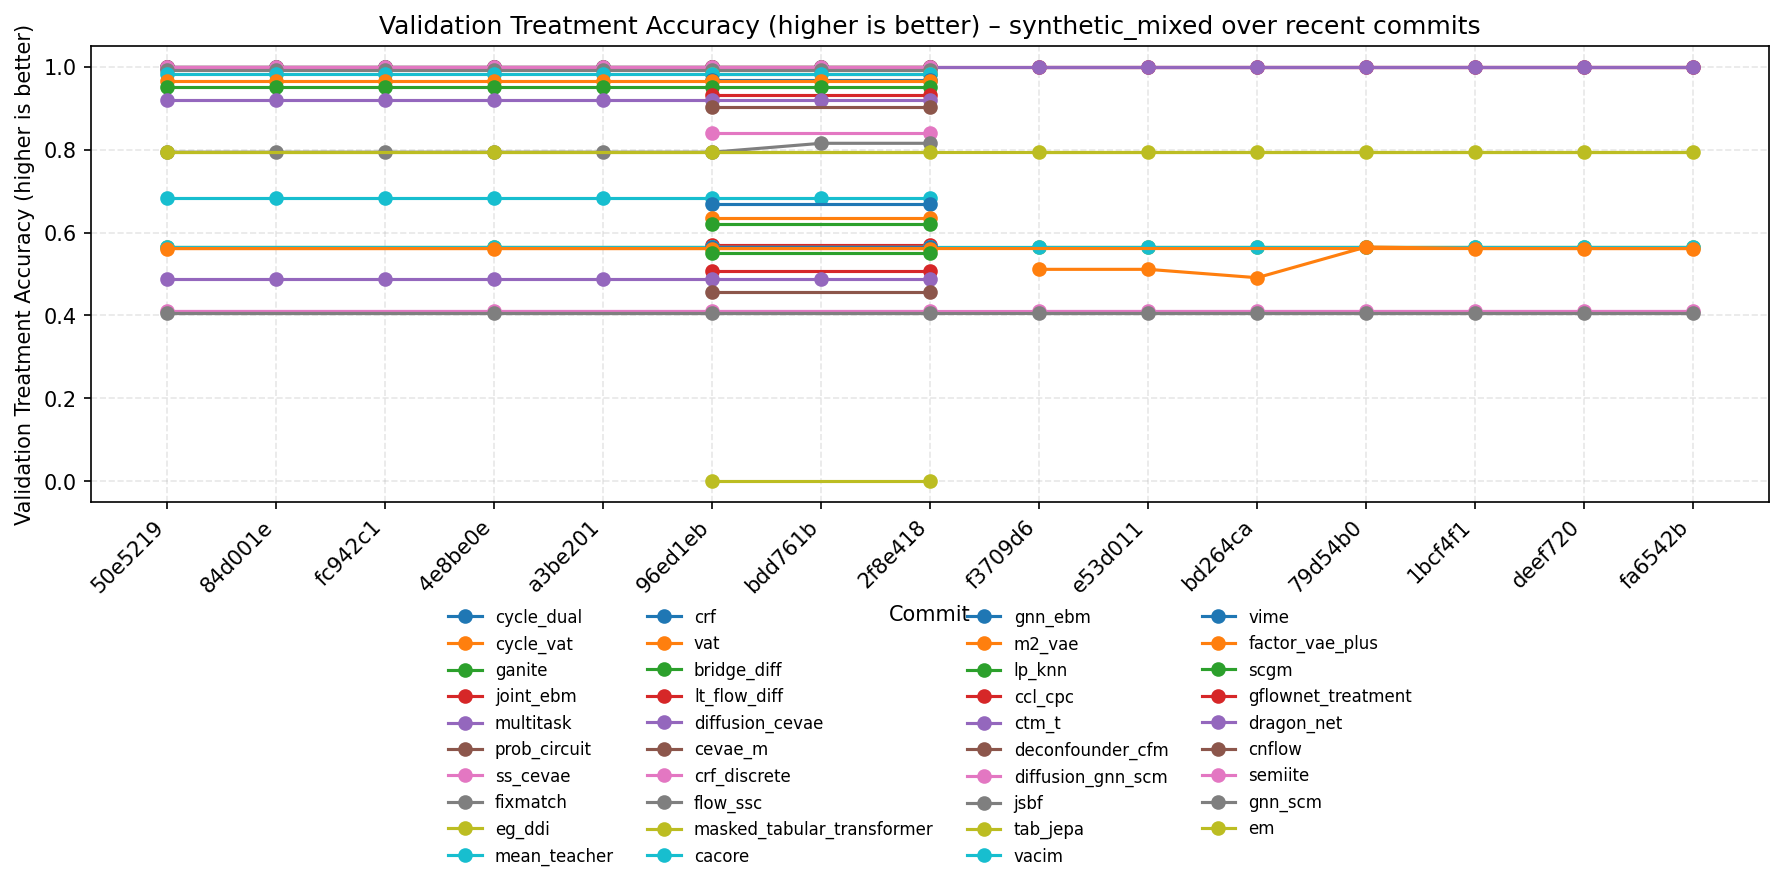 Validation Treatment Accuracy (higher is better) – synthetic_mixed over recent commits
Validation Treatment Accuracy (higher is better)
1.0
0.8
0.6
0.4
0.2
0.0
50e5219
84d001e
fc942c1
4e8be0e
a3be201
96ed1eb
bdd761b
2f8e418
f3709d6
e53d011
bd264ca
79d54b0
1bcf4f1
deef720
fa6542b
Commit
cycle_dual
cycle_vat
ganite
joint_ebm
multitask
prob_circuit
ss_cevae
fixmatch
eg_ddi
mean_teacher
crf
vat
bridge_diff
lt_flow_diff
diffusion_cevae
cevae_m
crf_discrete
flow_ssc
masked_tabular_transformer
cacore
gnn_ebm
m2_vae
lp_knn
ccl_cpc
ctm_t
deconfounder_cfm
diffusion_gnn_scm
jsbf
tab_jepa
vacim
vime
factor_vae_plus
scgm
gflownet_treatment
dragon_net
cnflow
semiite
gnn_scm
em